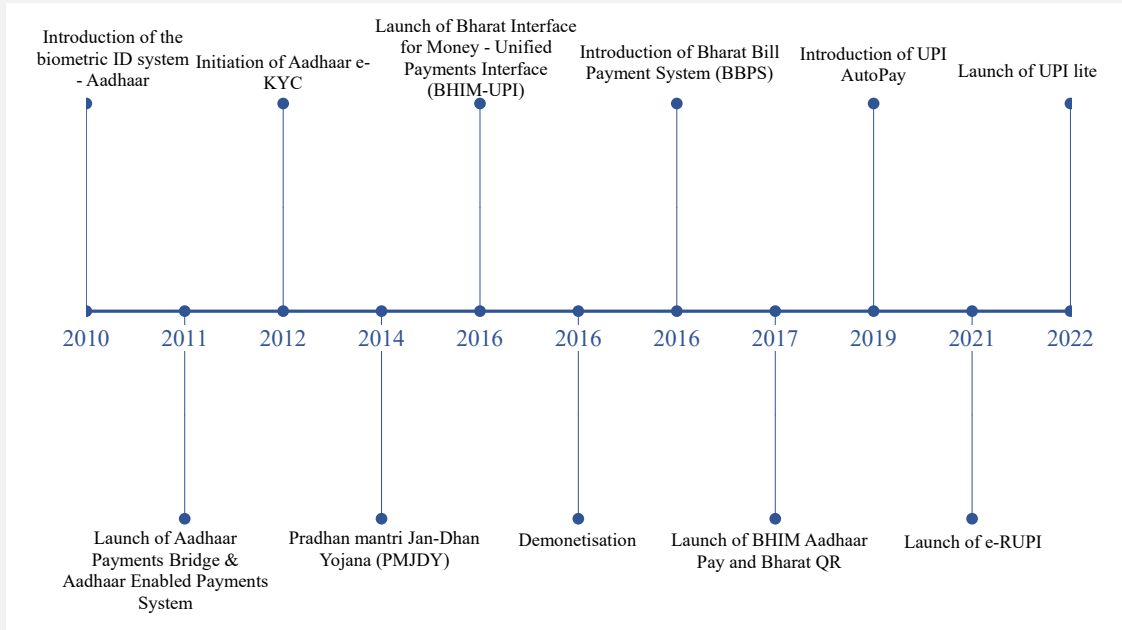 Introduction of the
biometric ID system
- Aadhaar
Initiation of Aadhaar e-
KYC
Launch of Bharat Interface
for Money - Unified
Payments Interface
(BHIM-UPI)
Introduction of Bharat Bill
Payment System (BBPS)
Introduction of UPI
AutoPay
Launch of UPI lite
2010
2011
2012
2014
2016
2016
2016
2017
2019
2021
2022
Launch of Aadhaar
Payments Bridge &
Aadhaar Enabled Payments
System
Pradhan mantri Jan-Dhan
Yojana (PMJDY)
Demonetisation
Launch of BHIM Aadhaar
Pay and Bharat QR
Launch of e-RUPI